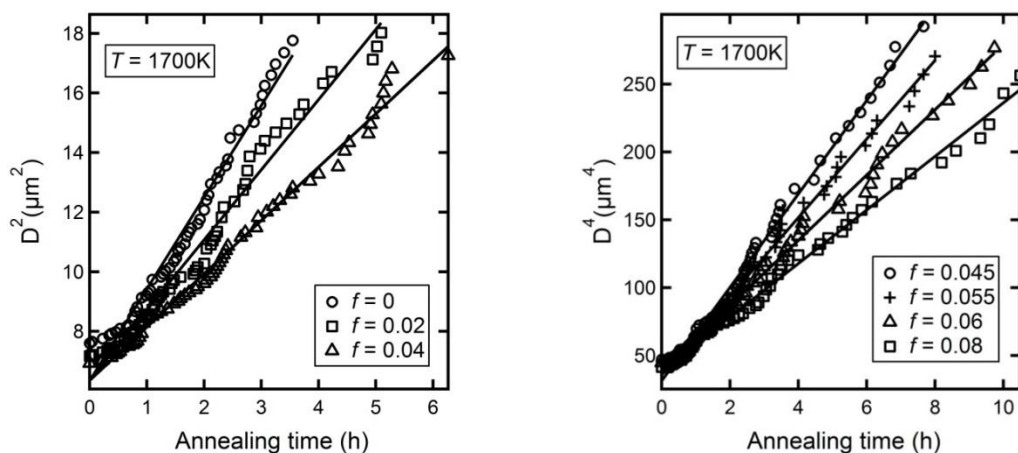 T = 1700K
D² (µm²)
18
16
14
12
10
8
0 1 2 3 4 5 6
Annealing time (h)
f = 0
f = 0.02
f = 0.04
T = 1700K
D⁴ (µm⁴)
250
200
150
100
50
0 2 4 6 8 10
Annealing time (h)
f = 0.045
f = 0.055
f = 0.06
f = 0.08